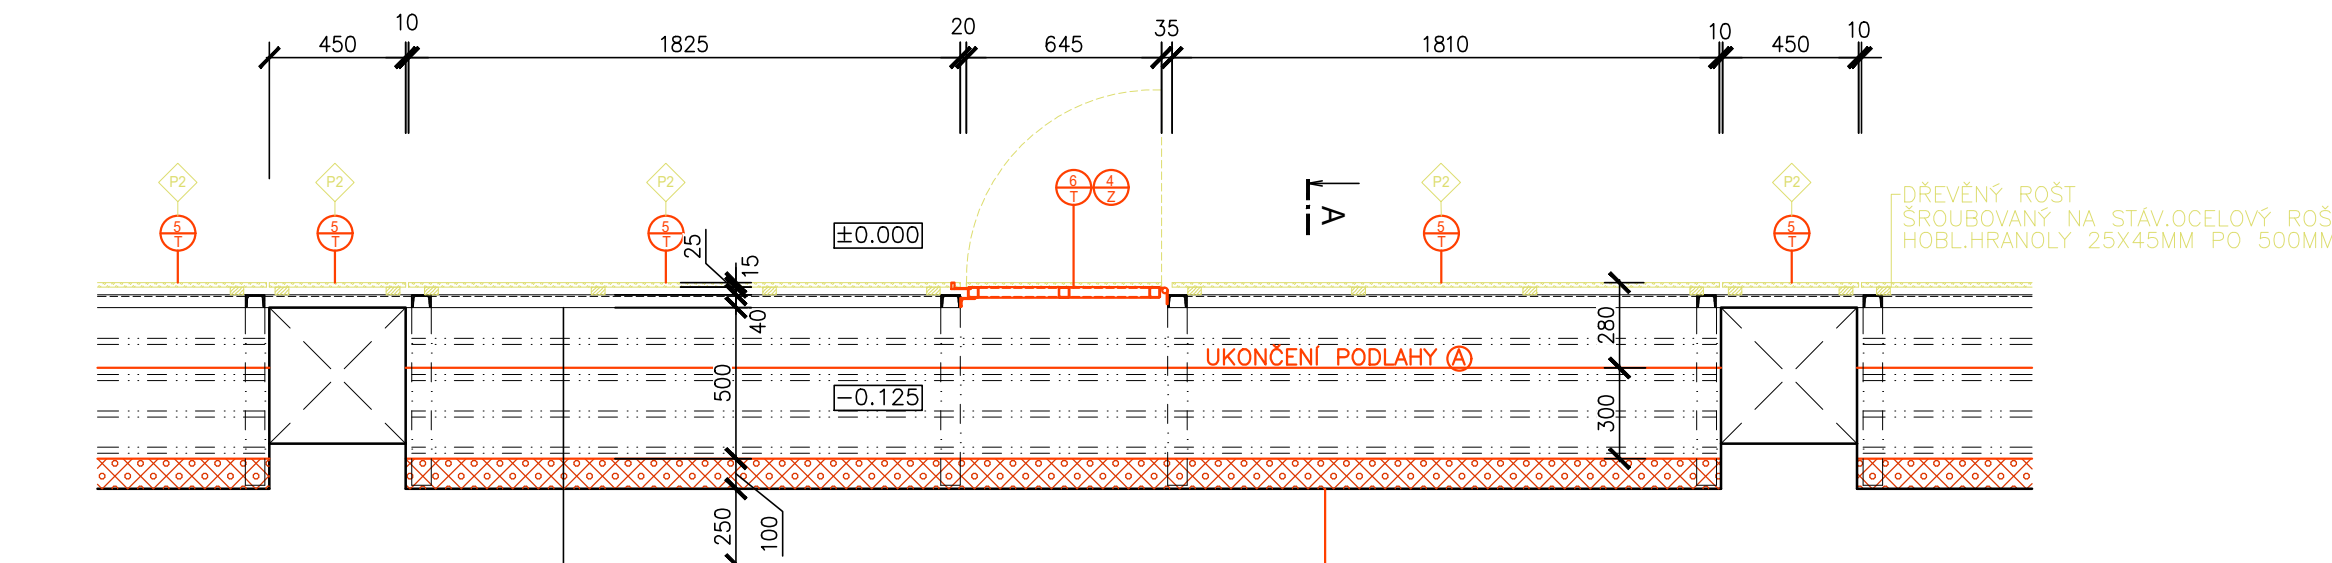 450
10
1825
20
645
35
1810
10
450
10
P2
P2
P2
P2
P2
5
T
5
T
5
T
6
T
4
Z
5
T
5
T
A
±0.000
25
15
40
500
-0.125
250
100
UKONČENÍ PODLAHY A
280
300
DŘEVĚNÝ ROŠT
ŠROUBOVANÝ NA STÁV.OCELOVÝ ROŠ
HOBL.HRANOLY 25X45MM PO 500MM